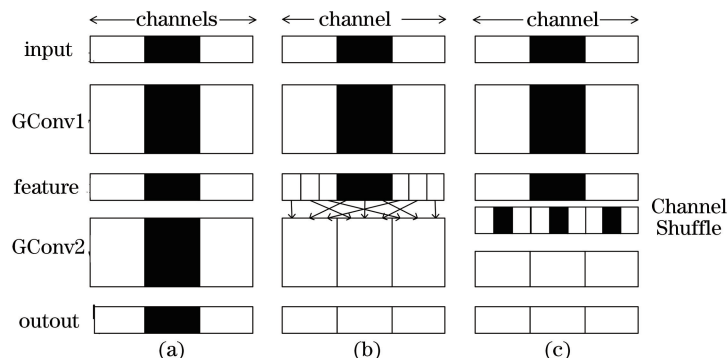 channels channel channel
input
GConv1
feature
Channel
Shuffle
GConv2
outout
(a) (b) (c)